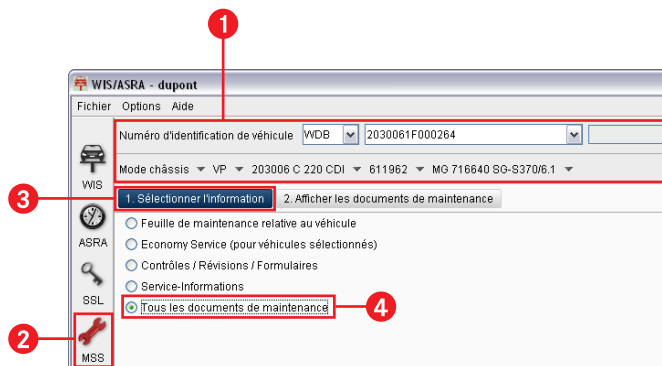 1
WIS/ASRA - dupont
Fichier Options Aide
Numéro d'identification de véhicule WDB 2030061F000264
Mode châssis VP 203006 C 220 CDI 611962 MG 716640 SG-S370/6.1
WIS
3
1. Sélectionner l'information 2. Afficher les documents de maintenance
Feuille de maintenance relative au véhicule
ASRA
Economy Service (pour véhicules sélectionnés)
Contrôles / Révisions / Formulaires
SSL
Service-Informations
Tous les documents de maintenance
4
2
MSS